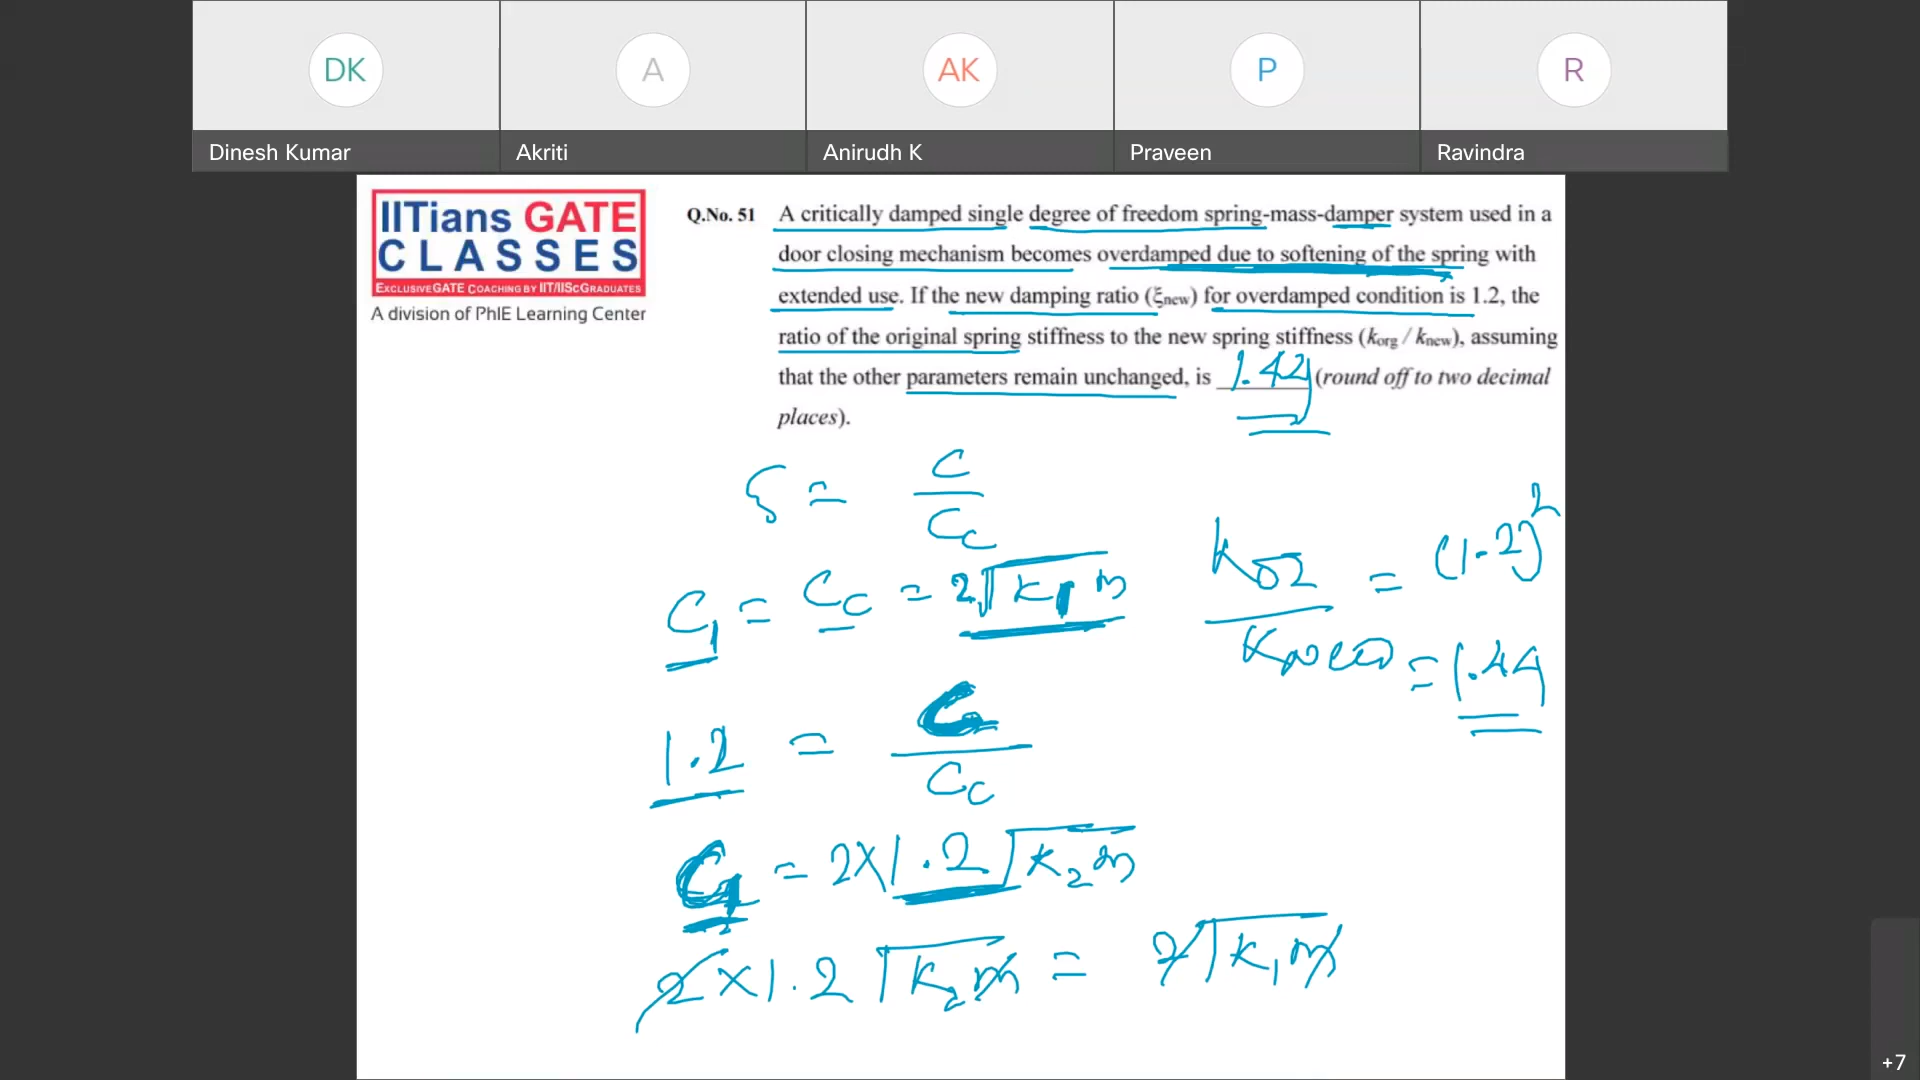 DK A AK P R
Dinesh Kumar Akriti Anirudh K Praveen Ravindra
IITians GATE
CLASSES
EXCLUSIVE GATE COACHING BY IIT/IISc GRADUATES
A division of PhIE Learning Center
Q.No. 51 A critically damped single degree of freedom spring-mass-damper system used in a
door closing mechanism becomes overdamped due to softening of the spring with
extended use. If the new damping ratio (ξnew) for overdamped condition is 1.2, the
ratio of the original spring stiffness to the new spring stiffness (korg / knew), assuming
that the other parameters remain unchanged, is 1.44 (round off to two decimal
places).
ζ = C / Cc
C1 = Cc = 2√(K1 m)
1.2 = C / Cc
C1 = 2×1.2 √(K2 m)
2×1.2 √(K2 m) = 2√(K1 m)
Kor / Knew = (1.2)²
= 1.44
+7